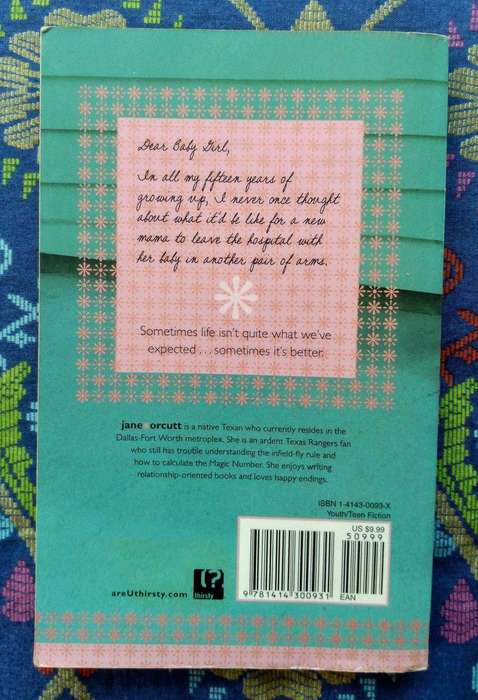 Dear Baby Girl,
In all my fifteen years of
growing up, I never once thought
about what it'd be like for a new
mama to leave the hospital with
her baby in another pair of arms.
Sometimes life isn't quite what we've
expected . . . sometimes it's better.
jane orcutt is a native Texan who currently resides in the
Dallas-Fort Worth metroplex. She is an ardent Texas Rangers fan
who still has trouble understanding the infield-fly rule and
how to calculate the Magic Number. She enjoys writing
relationship-oriented books and loves happy endings.
ISBN 1-4143-0093-X
Youth/Teen Fiction
US $9.99
50999
9 781414 300931
EAN
areUthirsty.com
(?
thirsty